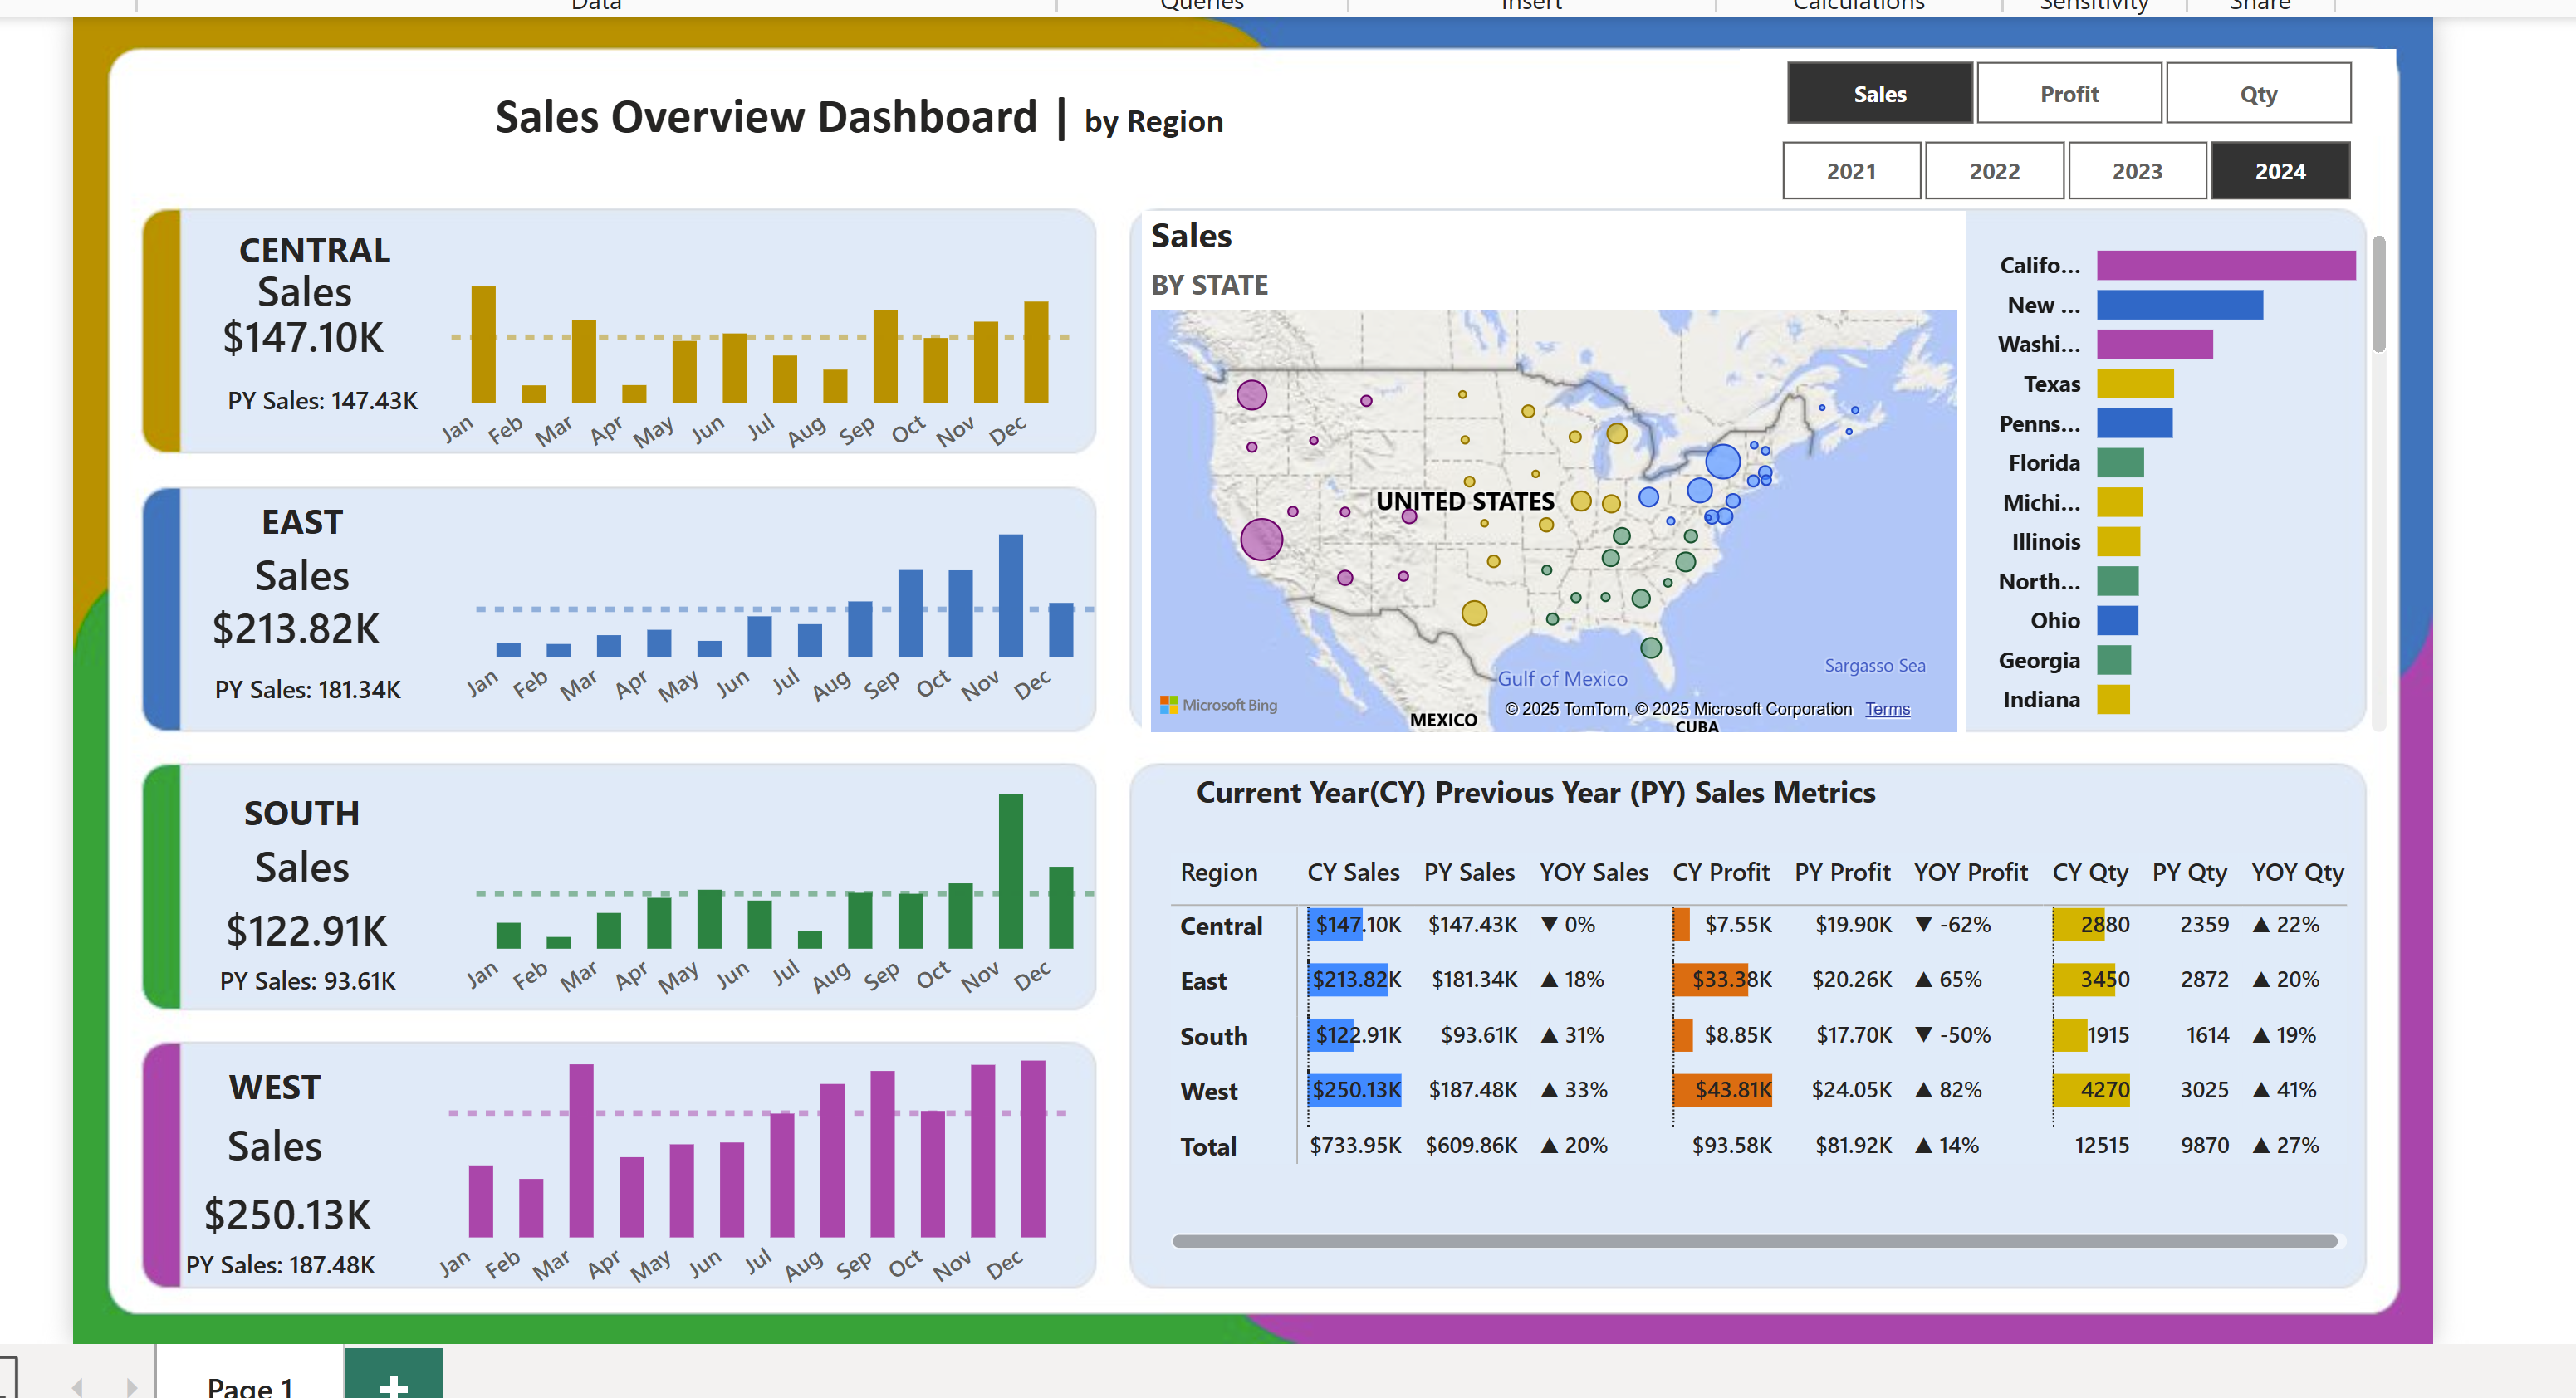 Data Queries Insert Calculations Sensitivity Share
Sales Overview Dashboard | by Region
Sales Profit Qty
2021 2022 2023 2024
CENTRAL
Sales
$147.10K
PY Sales: 147.43K
Jan Feb Mar Apr May Jun Jul Aug Sep Oct Nov Dec
EAST
Sales
$213.82K
PY Sales: 181.34K
Jan Feb Mar Apr May Jun Jul Aug Sep Oct Nov Dec
SOUTH
Sales
$122.91K
PY Sales: 93.61K
Jan Feb Mar Apr May Jun Jul Aug Sep Oct Nov Dec
WEST
Sales
$250.13K
PY Sales: 187.48K
Jan Feb Mar Apr May Jun Jul Aug Sep Oct Nov Dec
Sales
BY STATE
UNITED STATES
Gulf of Mexico
Sargasso Sea
Microsoft Bing
© 2025 TomTom, © 2025 Microsoft Corporation Terms
MEXICO
CUBA
Califo...
New ...
Washi...
Texas
Penns...
Florida
Michi...
Illinois
North...
Ohio
Georgia
Indiana
Current Year(CY) Previous Year (PY) Sales Metrics
Region CY Sales PY Sales YOY Sales CY Profit PY Profit YOY Profit CY Qty PY Qty YOY Qty
Central $147.10K $147.43K ▼ 0% $7.55K $19.90K ▼ -62% 2880 2359 ▲ 22%
East $213.82K $181.34K ▲ 18% $33.38K $20.26K ▲ 65% 3450 2872 ▲ 20%
South $122.91K $93.61K ▲ 31% $8.85K $17.70K ▼ -50% 1915 1614 ▲ 19%
West $250.13K $187.48K ▲ 33% $43.81K $24.05K ▲ 82% 4270 3025 ▲ 41%
Total $733.95K $609.86K ▲ 20% $93.58K $81.92K ▲ 14% 12515 9870 ▲ 27%
Page 1